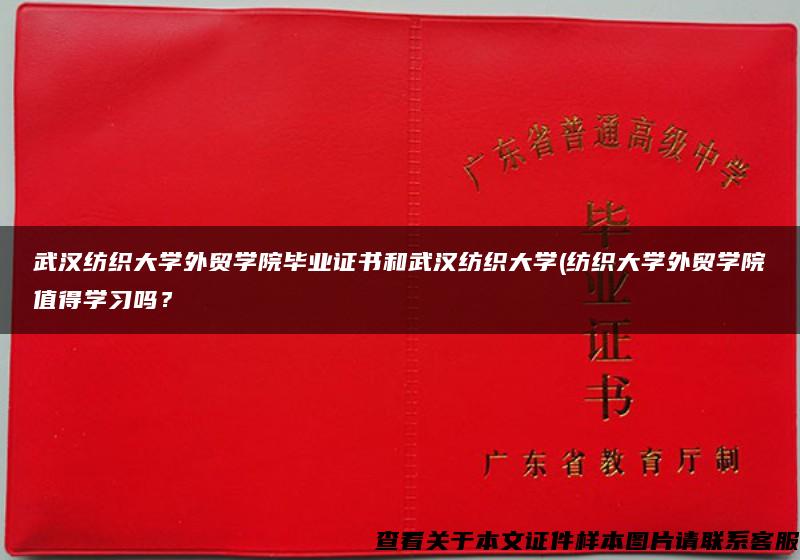 广东省普通高级中学
毕业证书
武汉纺织大学外贸学院毕业证书和武汉纺织大学(纺织大学外贸学院
值得学习吗？
广东省教育厅制
查看关于本文证件样本图片请联系客服